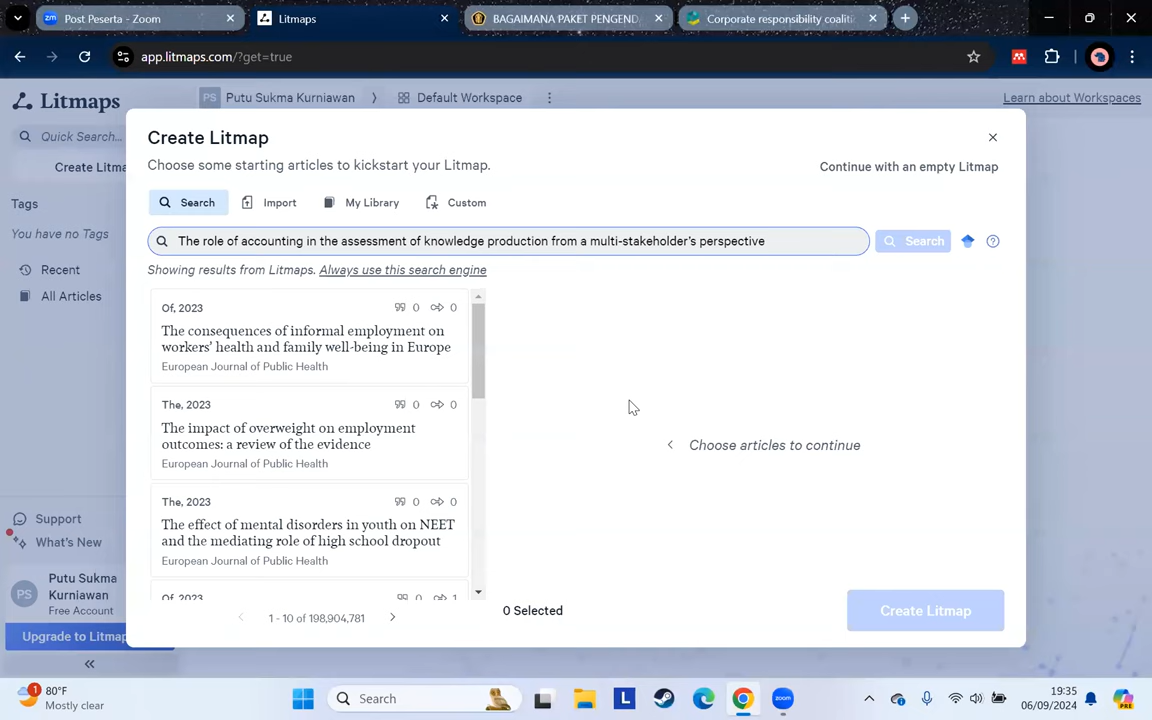 Post Peserta - Zoom
Litmaps
BAGAIMANA PAKET PENGEND
Corporate responsibility coaliti
app.litmaps.com/?get=true
Litmaps
PS Putu Sukma Kurniawan
Default Workspace
Learn about Workspaces
Quick Search...
Create Litma
Tags
You have no Tags
Recent
All Articles
Create Litmap
Choose some starting articles to kickstart your Litmap.
Continue with an empty Litmap
Search
Import
My Library
Custom
The role of accounting in the assessment of knowledge production from a multi-stakeholder's perspective
Search
Showing results from Litmaps. Always use this search engine
Of, 2023 0 0
The consequences of informal employment on
workers' health and family well-being in Europe
European Journal of Public Health
The, 2023 0 0
The impact of overweight on employment
outcomes: a review of the evidence
European Journal of Public Health
The, 2023 0 0
The effect of mental disorders in youth on NEET
and the mediating role of high school dropout
European Journal of Public Health
Of, 2023 0 1
1 - 10 of 198,904,781
Choose articles to continue
0 Selected
Create Litmap
Support
What's New
PS
Putu Sukma
Kurniawan
Free Account
Upgrade to Litmap
1
80°F
Mostly clear
Search
L
zoom
19:35
06/09/2024
PRE